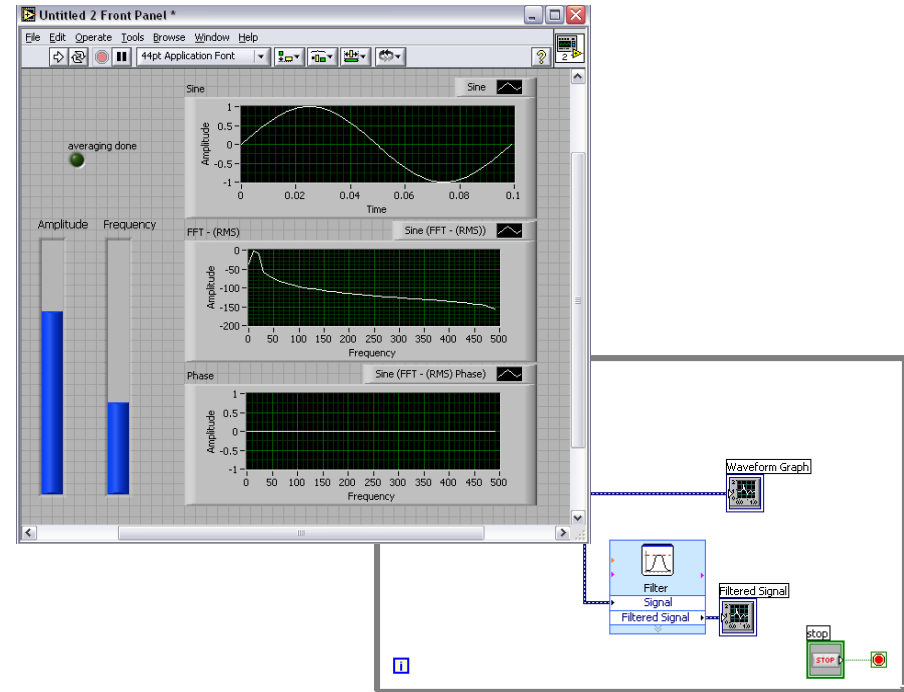 Untitled 2 Front Panel *
File Edit Operate Tools Browse Window Help
44pt Application Font
?
2
Sine
Sine
1
0.5
0
-0.5
-1
Amplitude
0 0.02 0.04 0.06 0.08 0.1
Time
averaging done
Amplitude Frequency
FFT - (RMS)
Sine (FFT - (RMS))
0
-50
-100
-150
-200
Amplitude
0 50 100 150 200 250 300 350 400 450 500
Frequency
Phase
Sine (FFT - (RMS) Phase)
1
0.5
0
-0.5
-1
Amplitude
0 50 100 150 200 250 300 350 400 450 500
Frequency
Waveform Graph
Filter
Signal
Filtered Signal
Filtered Signal
stop
STOP
i